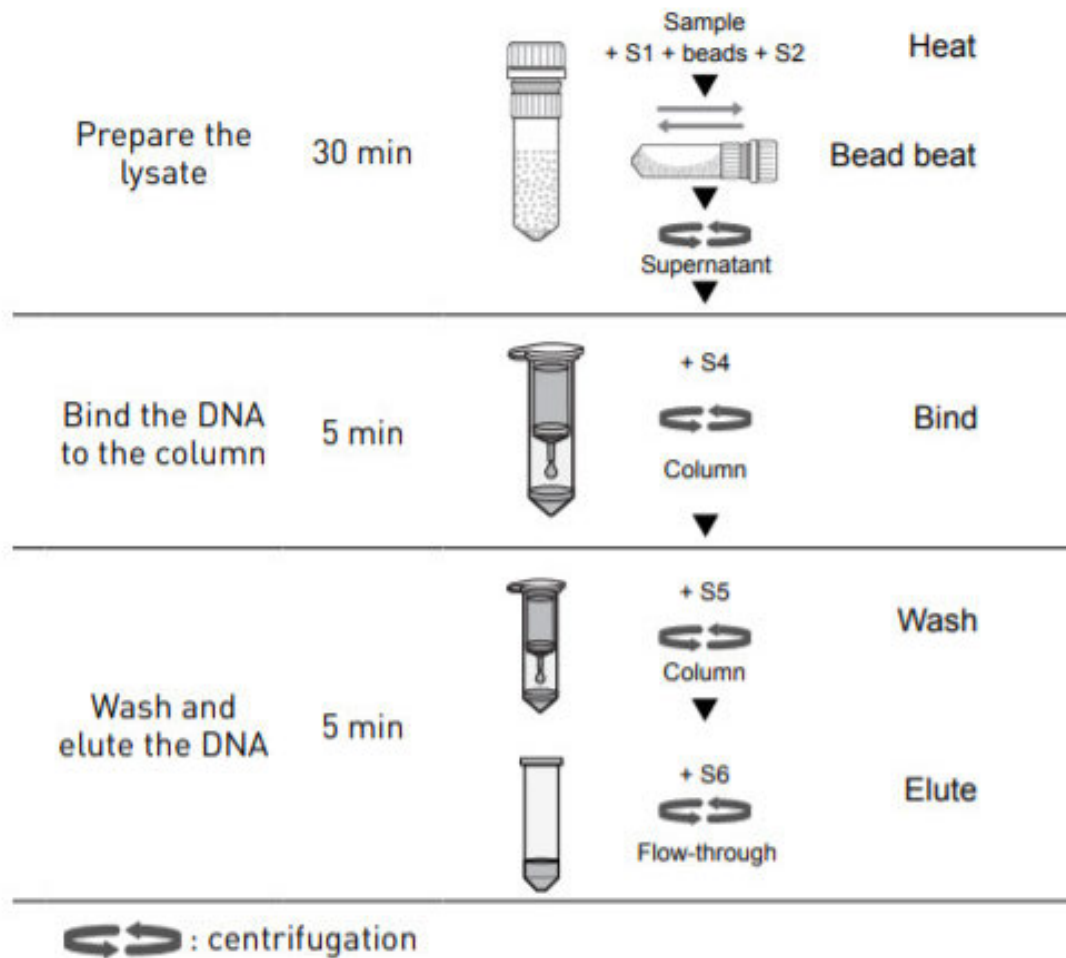 Sample
+ S1 + beads + S2
Heat
Prepare the
lysate
30 min
Bead beat
Supernatant
Bind the DNA
to the column
5 min
+ S4
Column
Bind
Wash and
elute the DNA
5 min
+ S5
Column
Wash
+ S6
Flow-through
Elute
: centrifugation